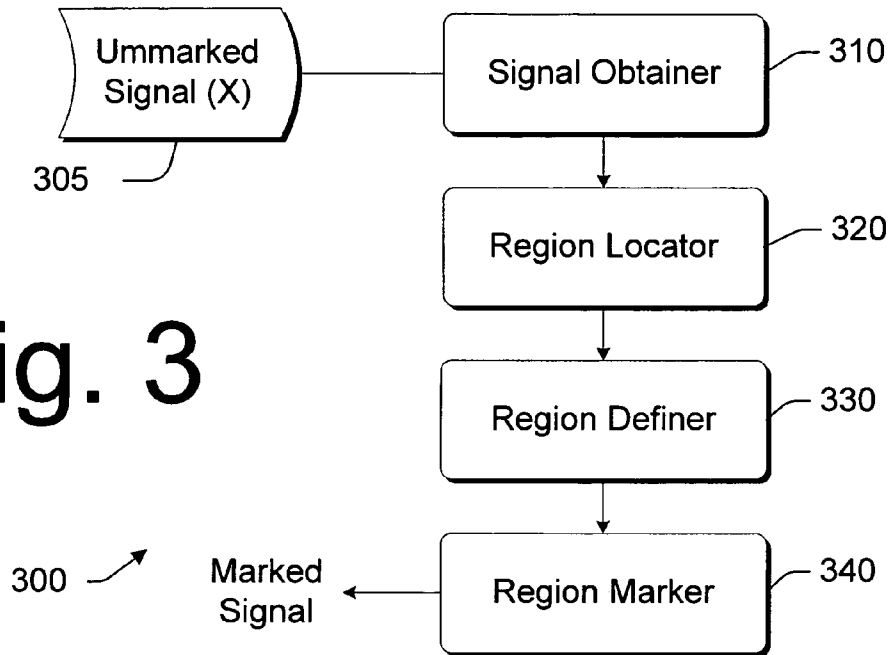 Ummarked
Signal (X)
305
Signal Obtainer
310
Region Locator
320
ig. 3
Region Definer
330
300
Marked
Signal
Region Marker
340